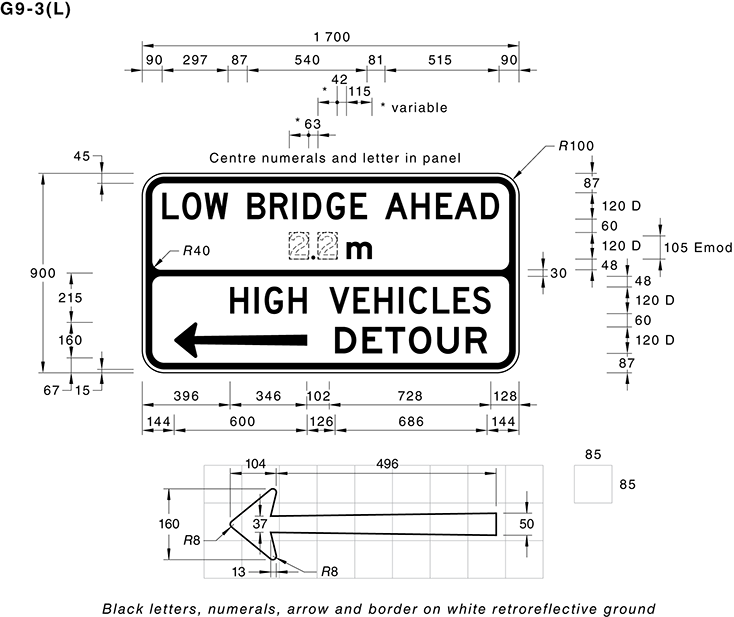 G9-3(L)
1 700
90 297 87 540 81 515 90
42
* 115
* variable
* 63
Centre numerals and letter in panel
R100
45
87
LOW BRIDGE AHEAD
120 D
60
R40
2.2 m
120 D
105 Emod
48
900
30
48
215
HIGH VEHICLES
120 D
60
160
DETOUR
120 D
87
67 15
396 346 102 728 128
144 600 126 686 144
85
104 496
85
160
37
50
R8
13
R8
Black letters, numerals, arrow and border on white retroreflective ground